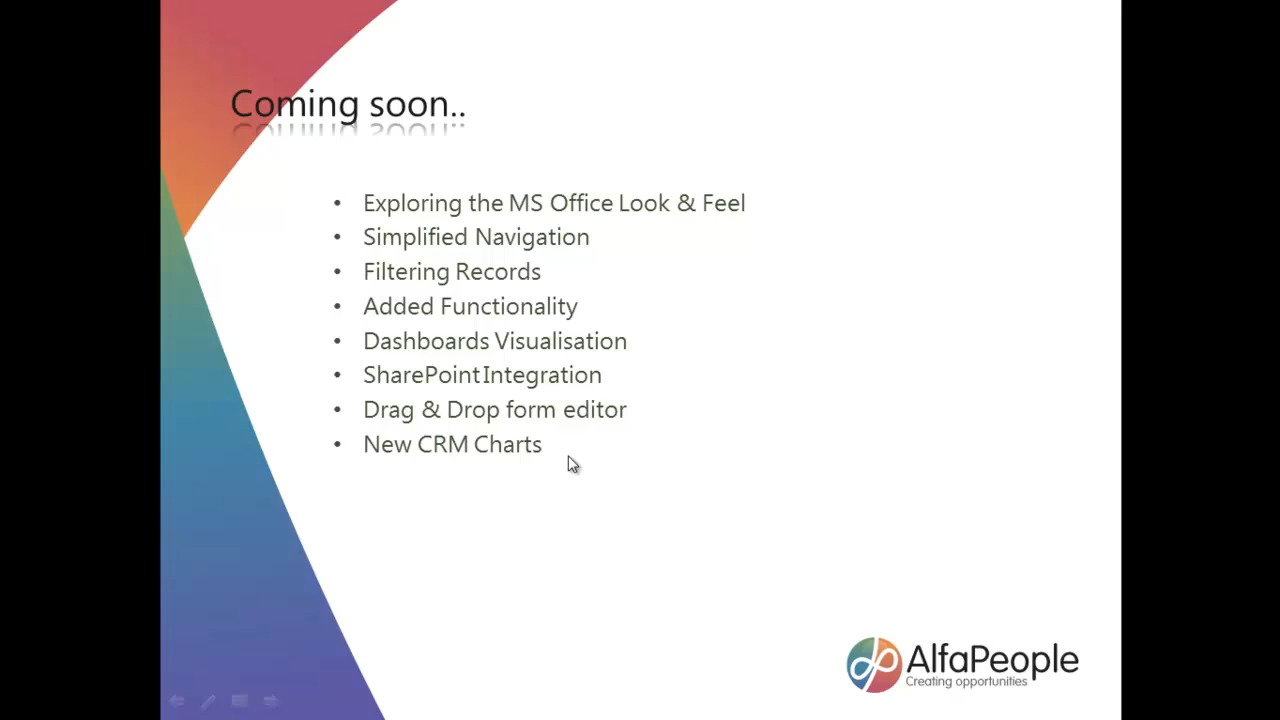 Coming soon..
• Exploring the MS Office Look & Feel
• Simplified Navigation
• Filtering Records
• Added Functionality
• Dashboards Visualisation
• SharePoint Integration
• Drag & Drop form editor
• New CRM Charts
AlfaPeople
Creating opportunities